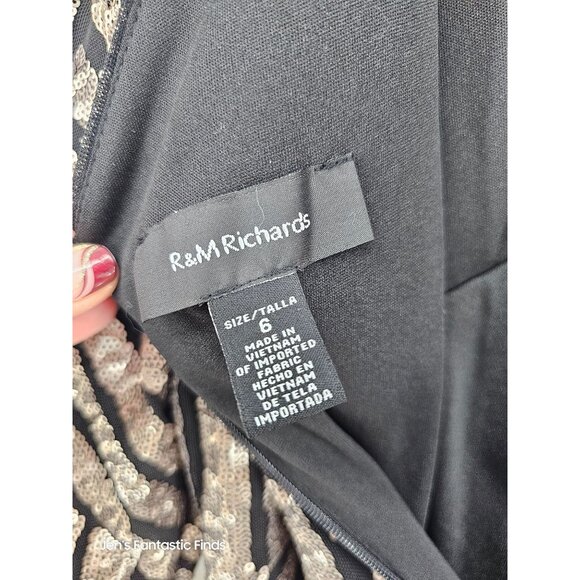 R&M Richards
SIZE/TALLA
6
MADE IN
VIETNAM
OF IMPORTED
FABRIC
HECHO EN
VIETNAM
DE TELA
IMPORTADA
Jen's Fantastic Finds